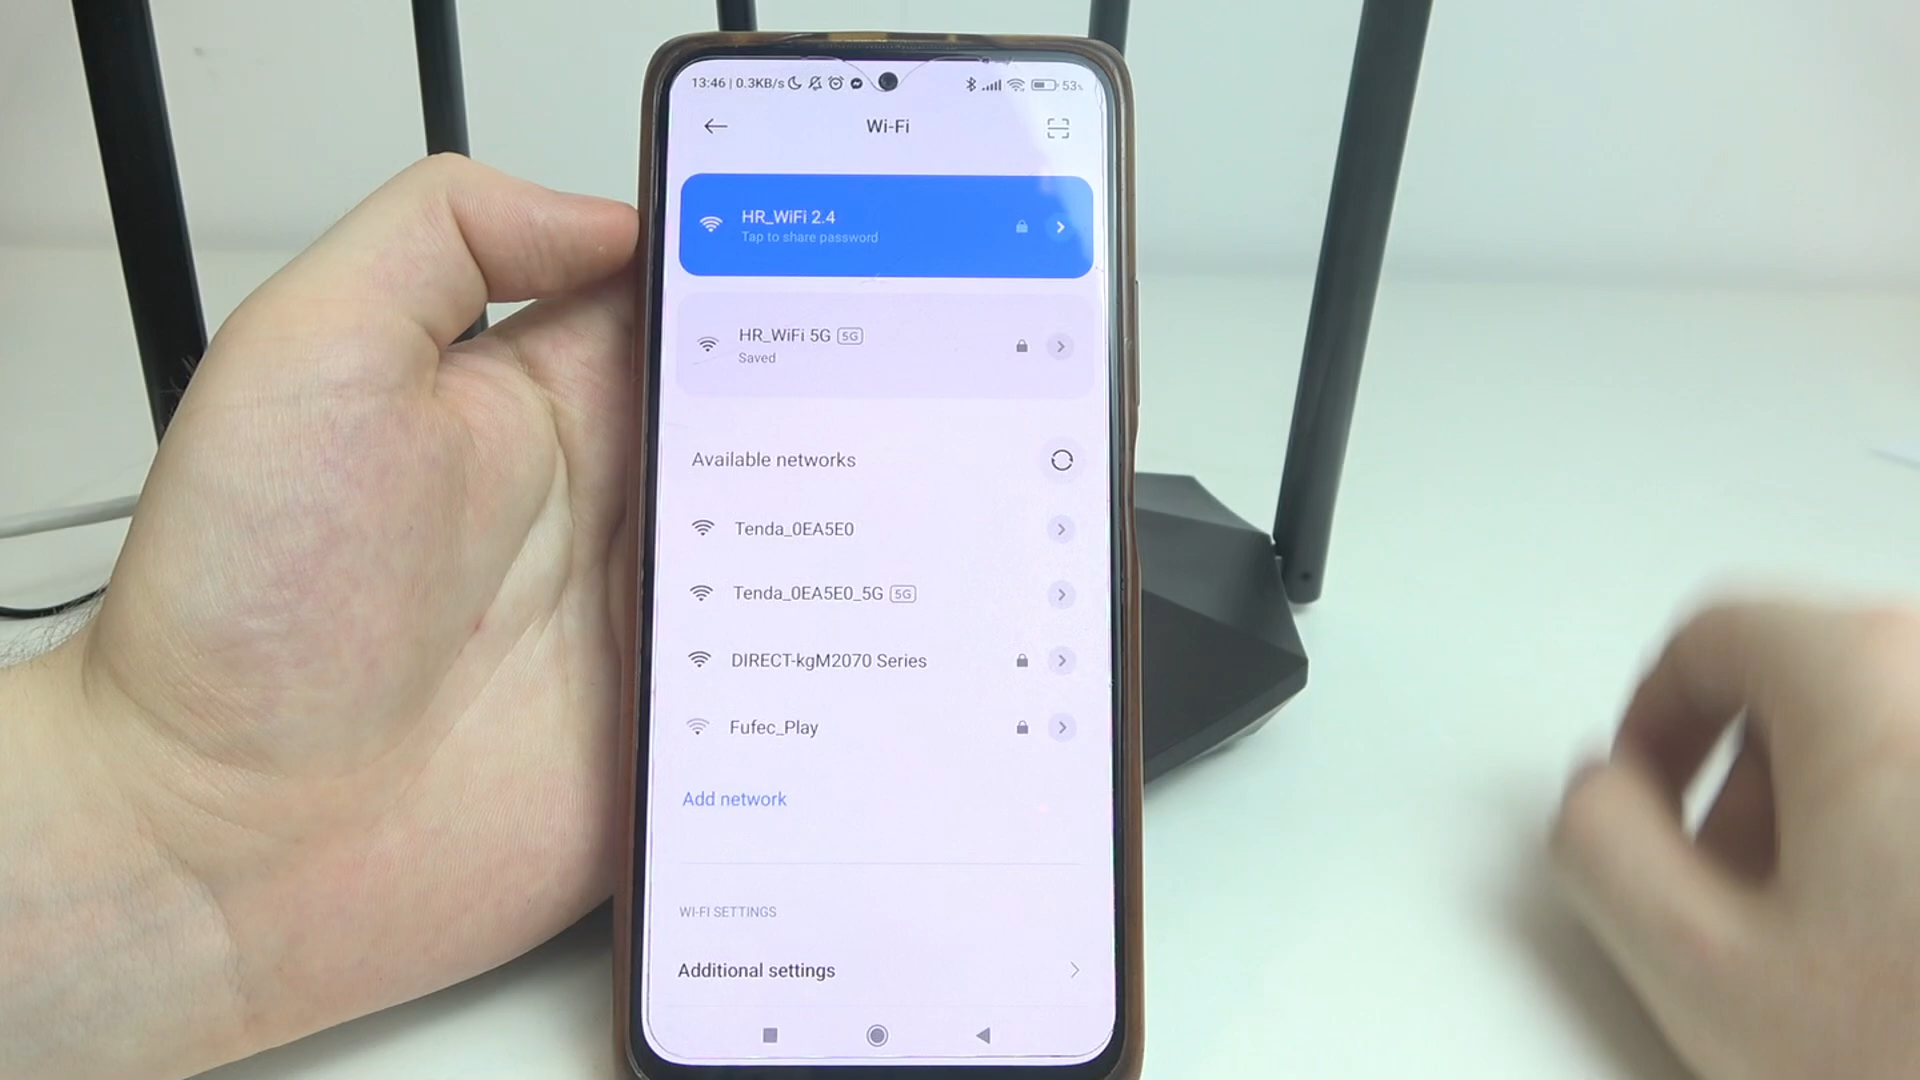 13:46 | 0.3KB/s
53%
Wi-Fi
HR_WiFi 2.4
Tap to share password
HR_WiFi 5G 5G
Saved
Available networks
Tenda_0EA5E0
Tenda_0EA5E0_5G 5G
DIRECT-kgM2070 Series
Fufec_Play
Add network
WI-FI SETTINGS
Additional settings